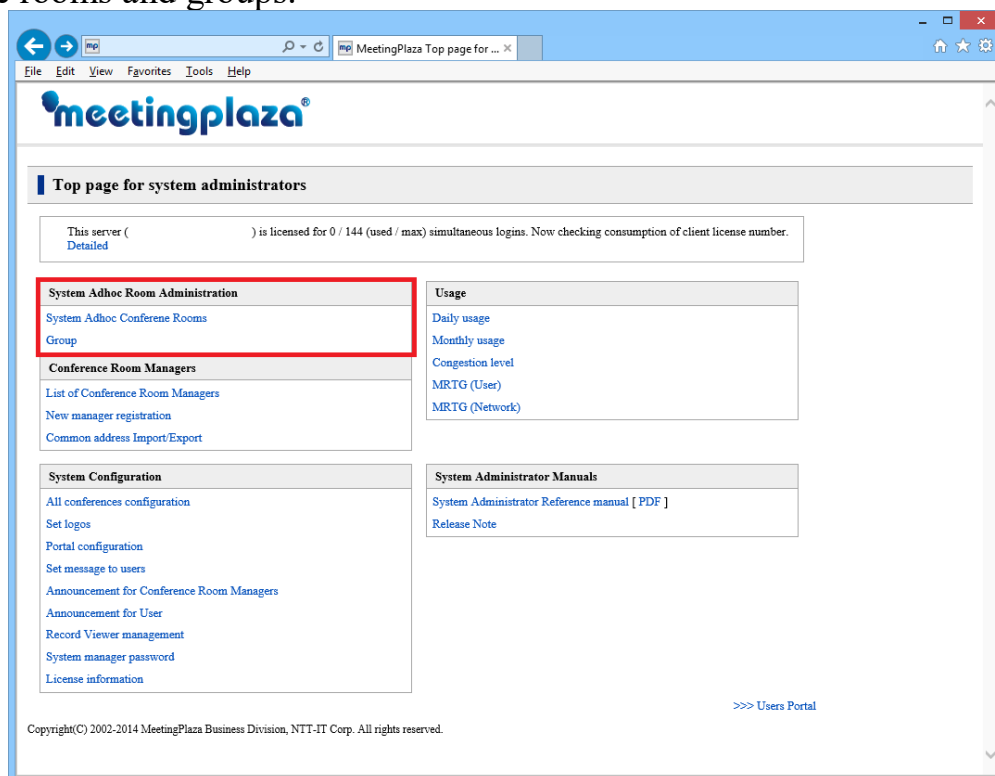 rooms and groups.
mp
MeetingPlaza Top page for ...
File Edit View Favorites Tools Help
meetingplaza®
Top page for system administrators
This server ( ) is licensed for 0 / 144 (used / max) simultaneous logins. Now checking consumption of client license number.
Detailed
System Adhoc Room Administration
System Adhoc Conferene Rooms
Group
Conference Room Managers
List of Conference Room Managers
New manager registration
Common address Import/Export
Usage
Daily usage
Monthly usage
Congestion level
MRTG (User)
MRTG (Network)
System Configuration
All conferences configuration
Set logos
Portal configuration
Set message to users
Announcement for Conference Room Managers
Announcement for User
Record Viewer management
System manager password
License information
System Administrator Manuals
System Administrator Reference manual [ PDF ]
Release Note
>>> Users Portal
Copyright(C) 2002-2014 MeetingPlaza Business Division, NTT-IT Corp. All rights reserved.